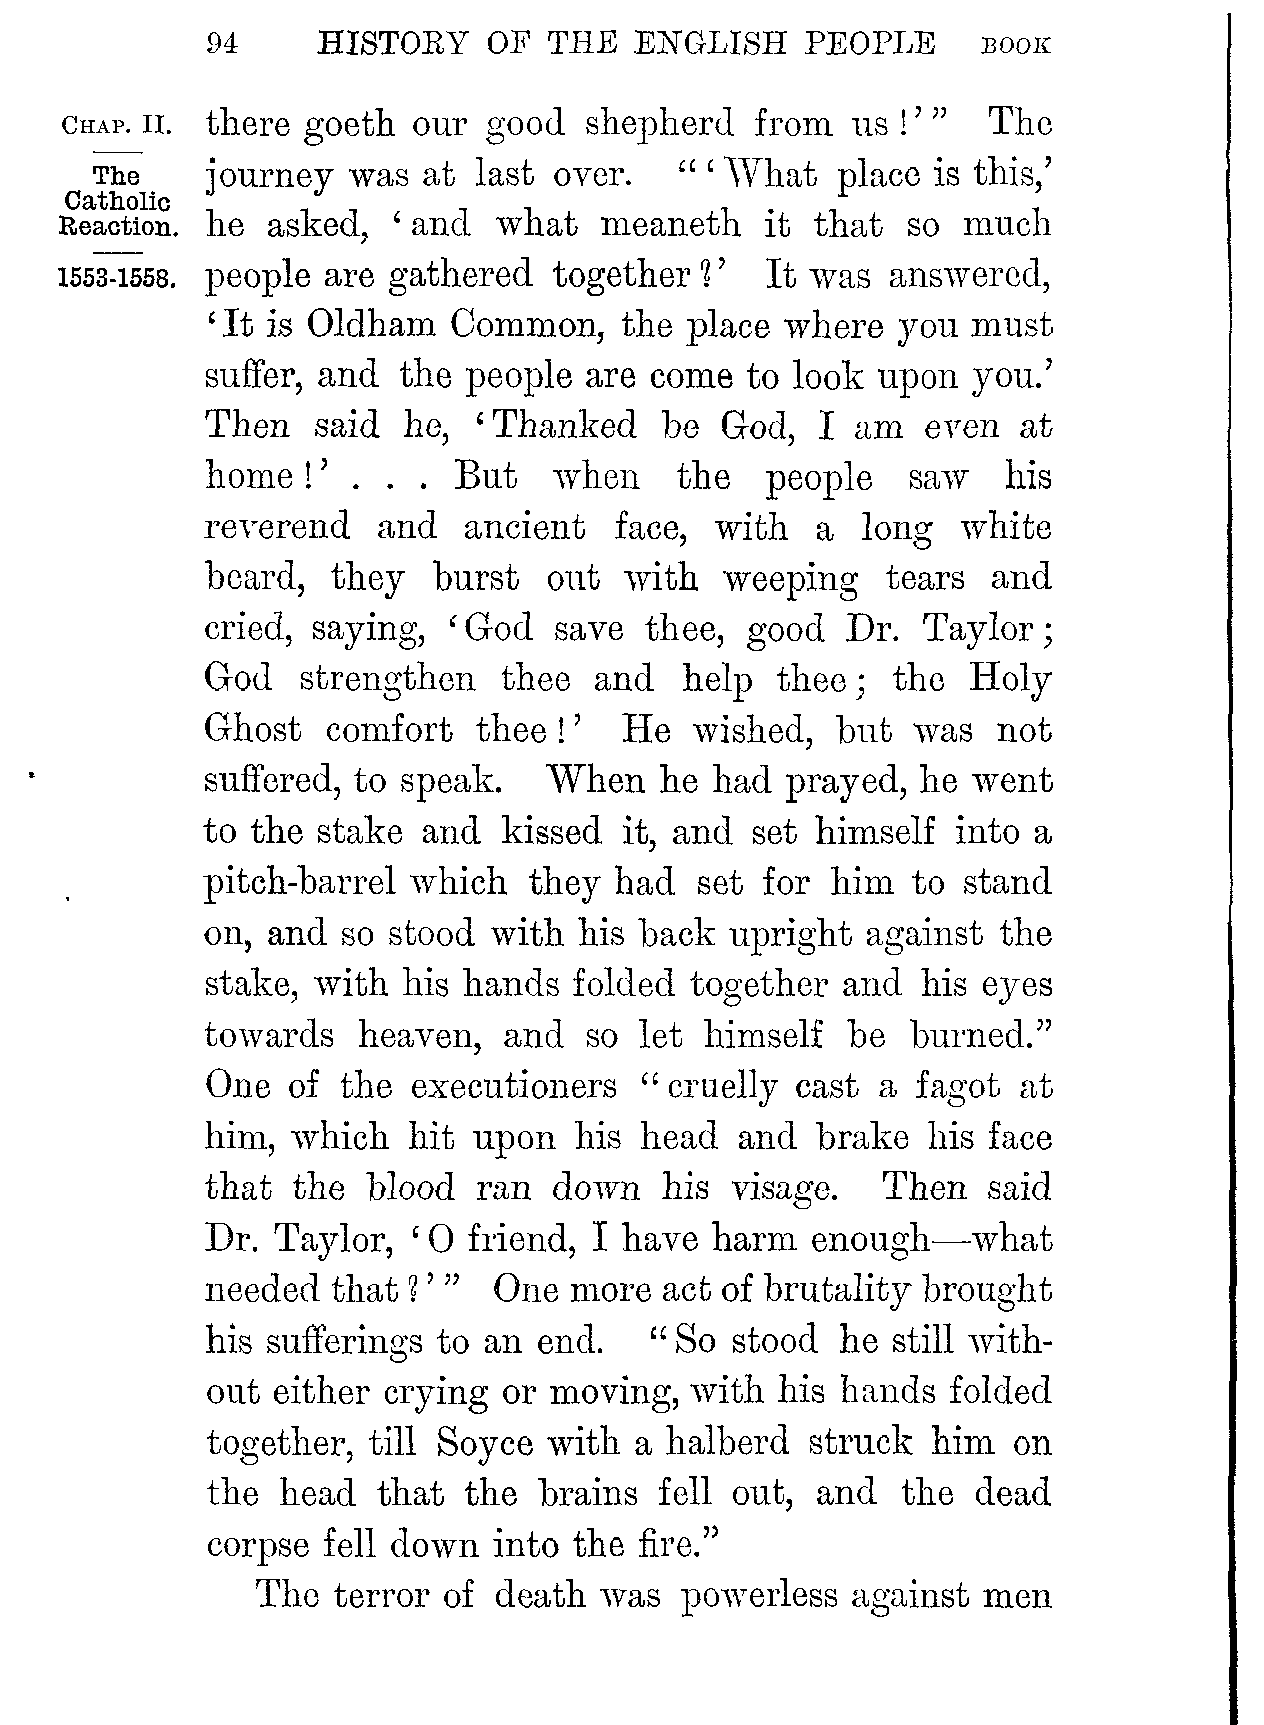 94 HISTORY OF THE ENGLISH PEOPLE BOOK
CHAP. II.
The
Catholic
Reaction.
1553-1558.
there goeth our good shepherd from us!'" The
journey was at last over. "'What place is this,'
he asked, 'and what meaneth it that so much
people are gathered together?' It was answered,
'It is Oldham Common, the place where you must
suffer, and the people are come to look upon you.'
Then said he, 'Thanked be God, I am even at
home!' . . . But when the people saw his
reverend and ancient face, with a long white
beard, they burst out with weeping tears and
cried, saying, 'God save thee, good Dr. Taylor;
God strengthen thee and help thee; the Holy
Ghost comfort thee!' He wished, but was not
suffered, to speak. When he had prayed, he went
to the stake and kissed it, and set himself into a
pitch-barrel which they had set for him to stand
on, and so stood with his back upright against the
stake, with his hands folded together and his eyes
towards heaven, and so let himself be burned."
One of the executioners "cruelly cast a fagot at
him, which hit upon his head and brake his face
that the blood ran down his visage. Then said
Dr. Taylor, 'O friend, I have harm enough—what
needed that?'" One more act of brutality brought
his sufferings to an end. "So stood he still with-
out either crying or moving, with his hands folded
together, till Soyce with a halberd struck him on
the head that the brains fell out, and the dead
corpse fell down into the fire."
The terror of death was powerless against men